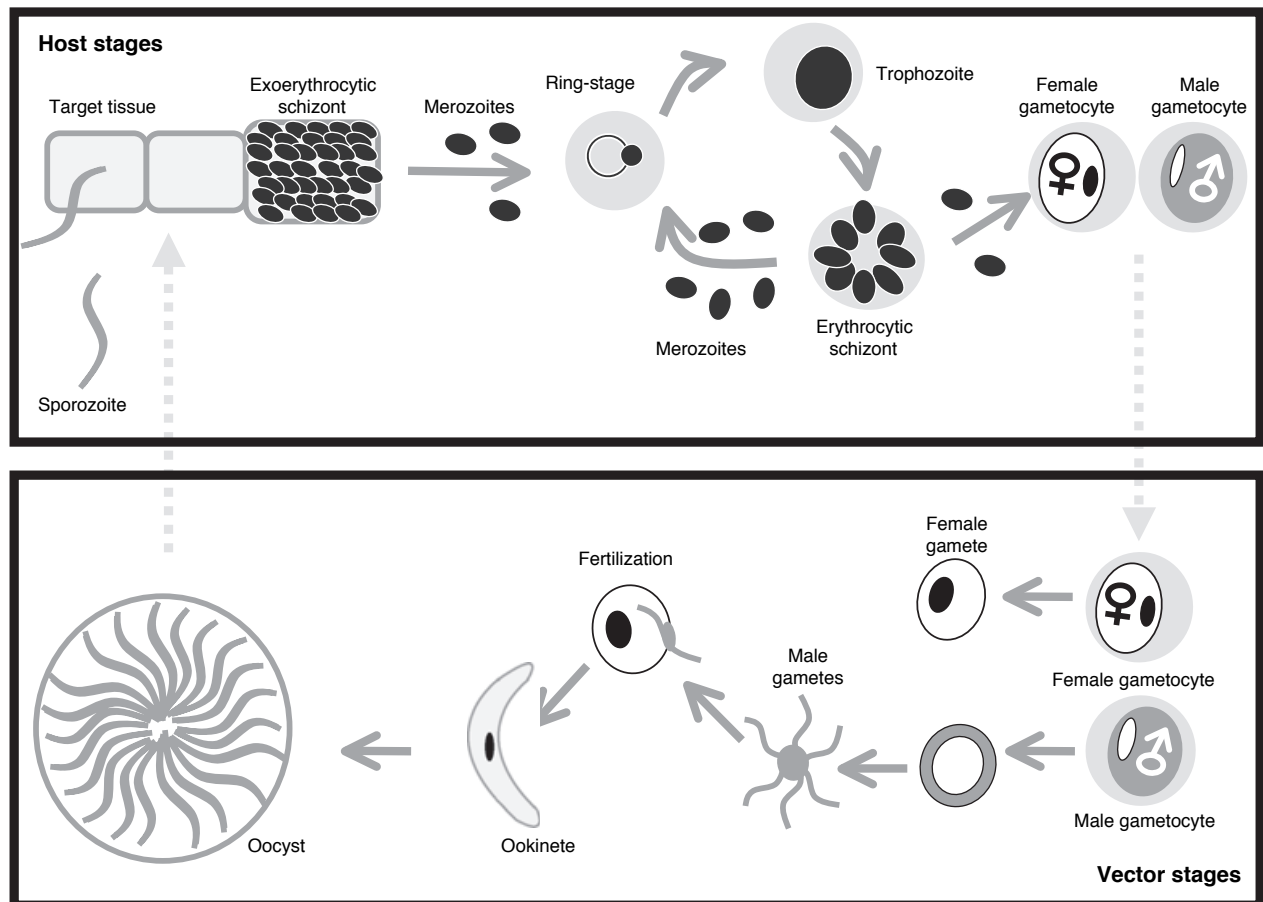 Host stages
Target tissue
Exoerythrocytic
schizont
Merozoites
Ring-stage
Trophozoite
Female
gametocyte
Male
gametocyte
Merozoites
Erythrocytic
schizont
Sporozoite
Female
gamete
Fertilization
Male
gametes
Female gametocyte
Male gametocyte
Oocyst
Ookinete
Vector stages